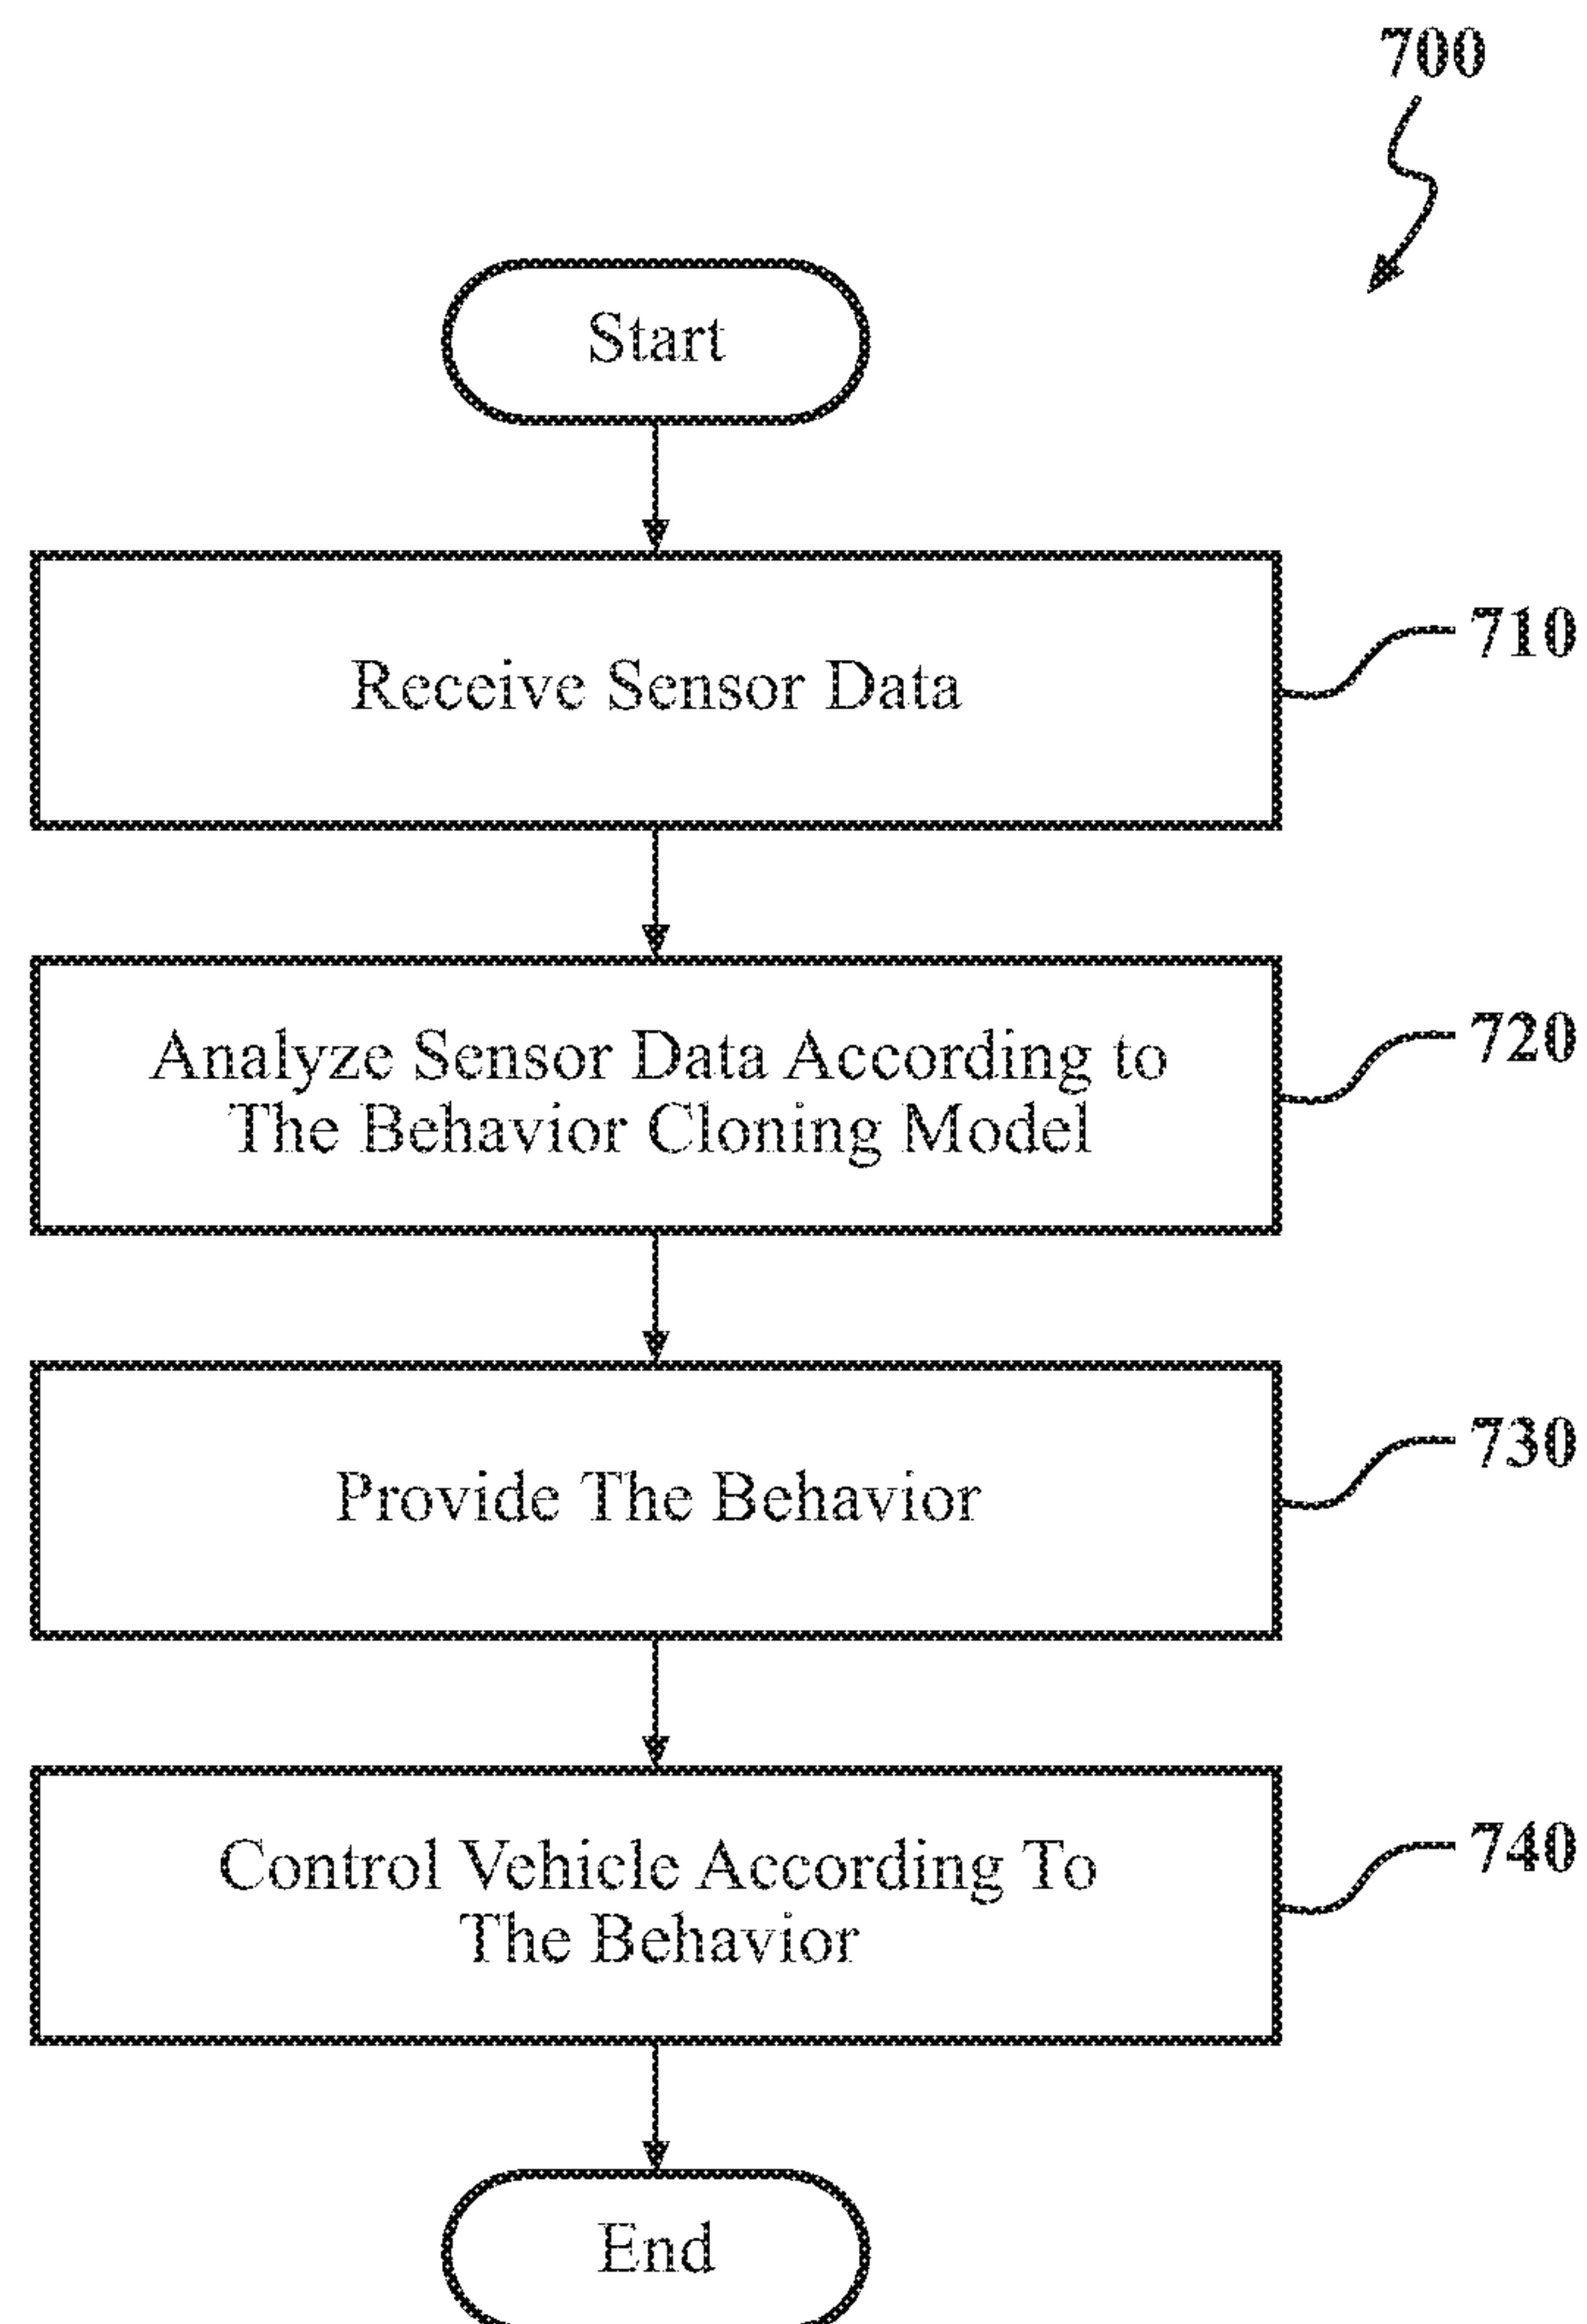 700
Start
Receive Sensor Data
710
Analyze Sensor Data According to
The Behavior Cloning Model
720
Provide The Behavior
730
Control Vehicle According To
The Behavior
740
End